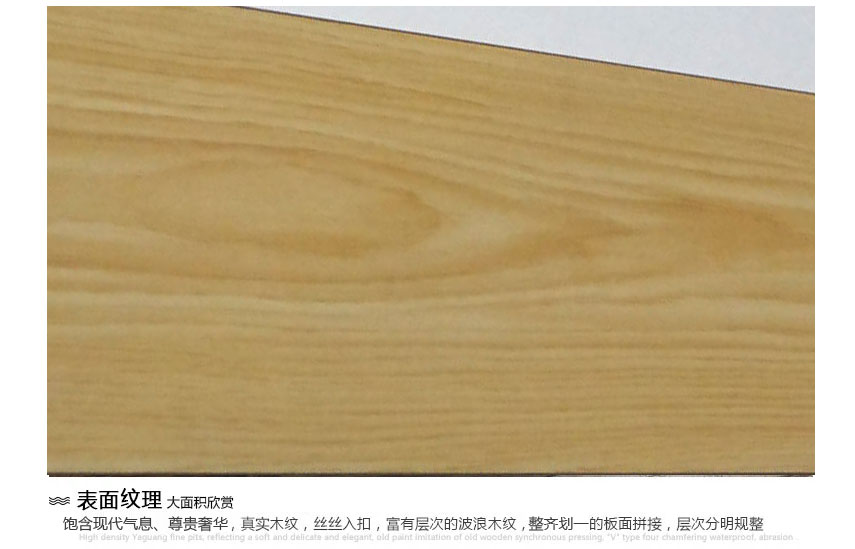 表面纹理 大面积欣赏
饱含现代气息、尊贵奢华，真实木纹，丝丝入扣，富有层次的波浪木纹，整齐划一的板面拼接，层次分明规整
High density Yaguang fine pits, reflecting a soft and delicate and elegant, old paint imitation of old wooden synchronous pressing, "V" type four chamfering waterproof, abrasion .